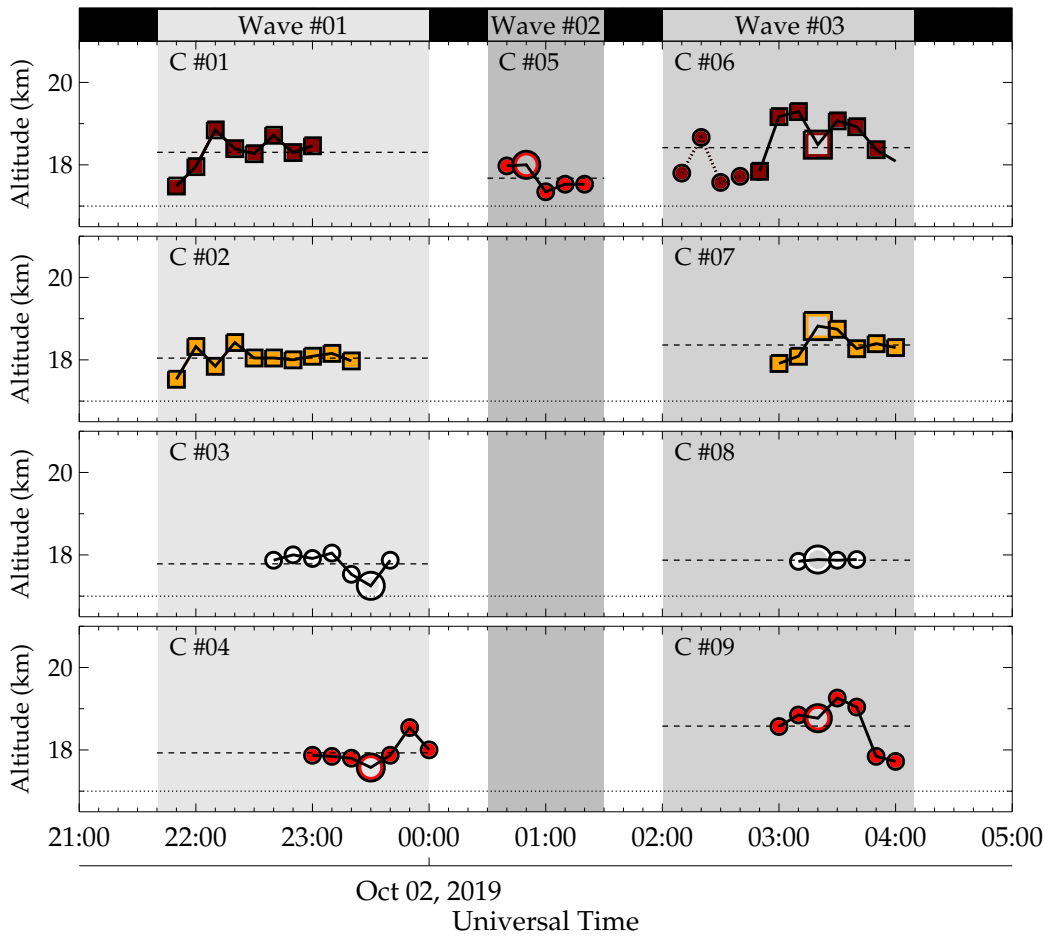 Wave #01 Wave #02 Wave #03
C #01 C #05 C #06
20
18
Altitude (km)
C #02 C #07
20
18
Altitude (km)
C #03 C #08
20
18
Altitude (km)
C #04 C #09
20
18
Altitude (km)
21:00 22:00 23:00 00:00 01:00 02:00 03:00 04:00 05:00
Oct 02, 2019
Universal Time